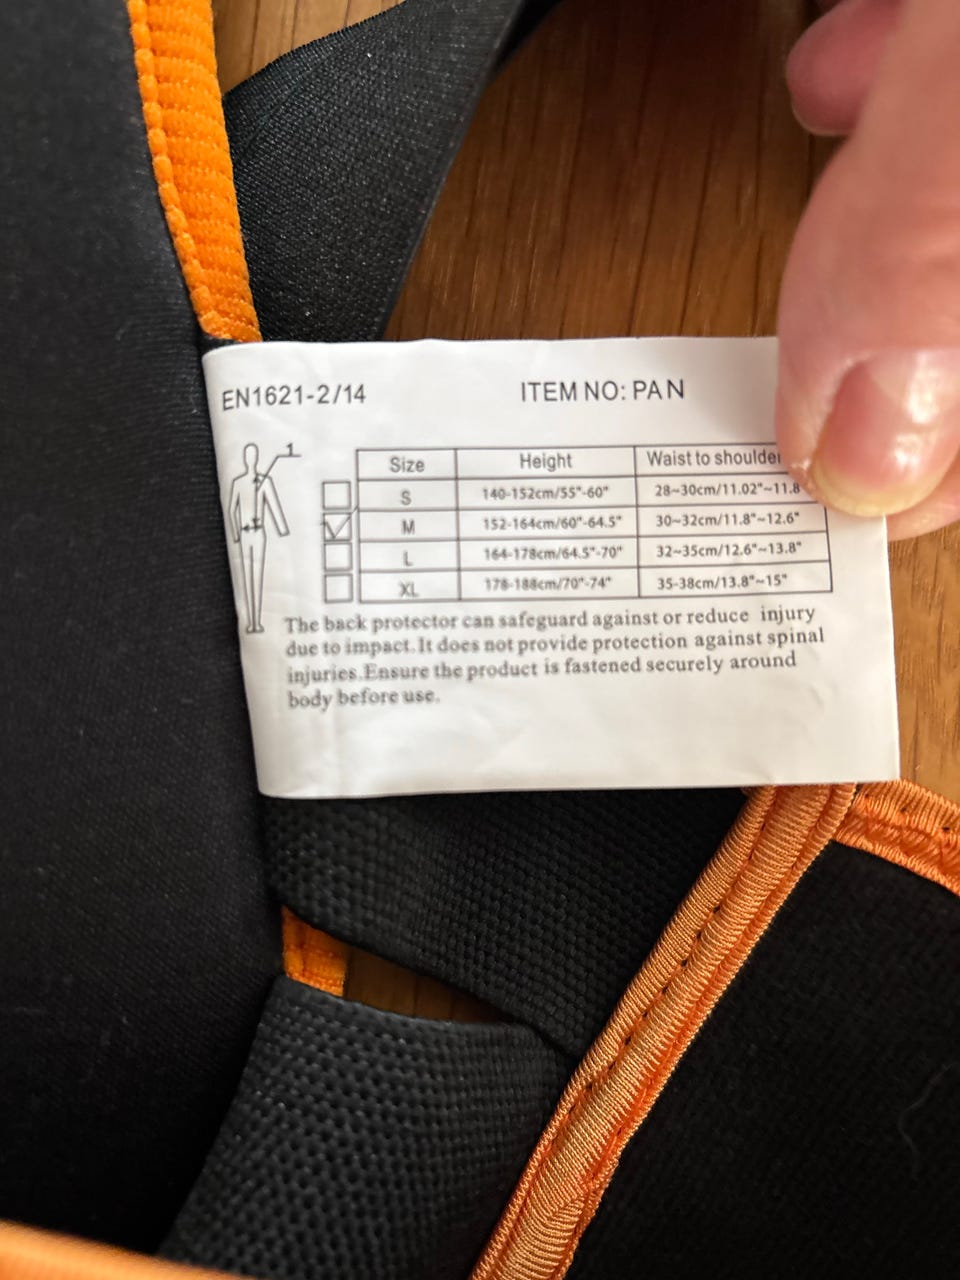 EN1621-2/14 ITEM NO: PAN
1
Size Height Waist to shoulder
S 140-152cm/55"-60" 28~30cm/11.02"~11.8
M 152-164cm/60"-64.5" 30~32cm/11.8"~12.6"
L 164-178cm/64.5"-70" 32~35cm/12.6"~13.8"
XL 178-188cm/70"-74" 35-38cm/13.8"~15"
The back protector can safeguard against or reduce injury
due to impact.It does not provide protection against spinal
injuries.Ensure the product is fastened securely around
body before use.